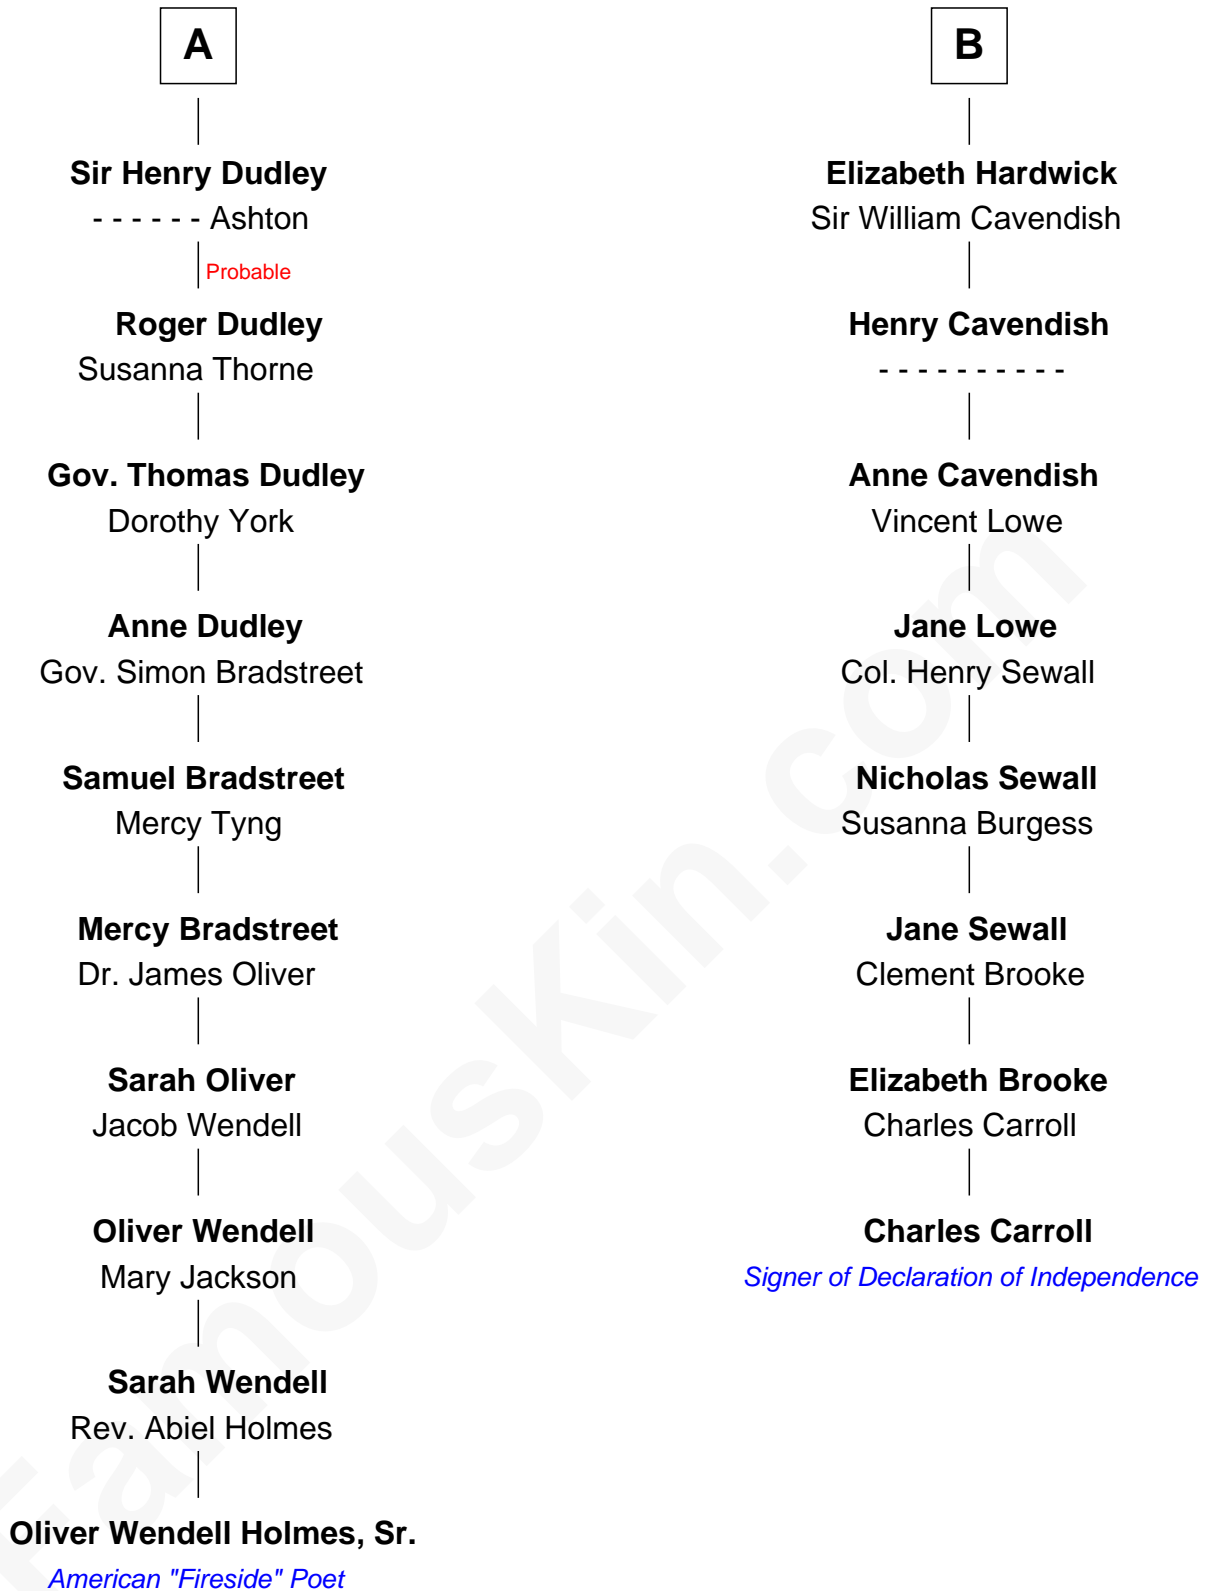 A
Sir Henry Dudley
- - - - - - Ashton
Probable
Roger Dudley
Susanna Thorne
Gov. Thomas Dudley
Dorothy York
Anne Dudley
Gov. Simon Bradstreet
Samuel Bradstreet
Mercy Tyng
Mercy Bradstreet
Dr. James Oliver
Sarah Oliver
Jacob Wendell
Oliver Wendell
Mary Jackson
Sarah Wendell
Rev. Abiel Holmes
Oliver Wendell Holmes, Sr.
American "Fireside" Poet
B
Elizabeth Hardwick
Sir William Cavendish
Henry Cavendish
- - - - - - - - - -
Anne Cavendish
Vincent Lowe
Jane Lowe
Col. Henry Sewall
Nicholas Sewall
Susanna Burgess
Jane Sewall
Clement Brooke
Elizabeth Brooke
Charles Carroll
Charles Carroll
Signer of Declaration of Independence
FamousKin.com